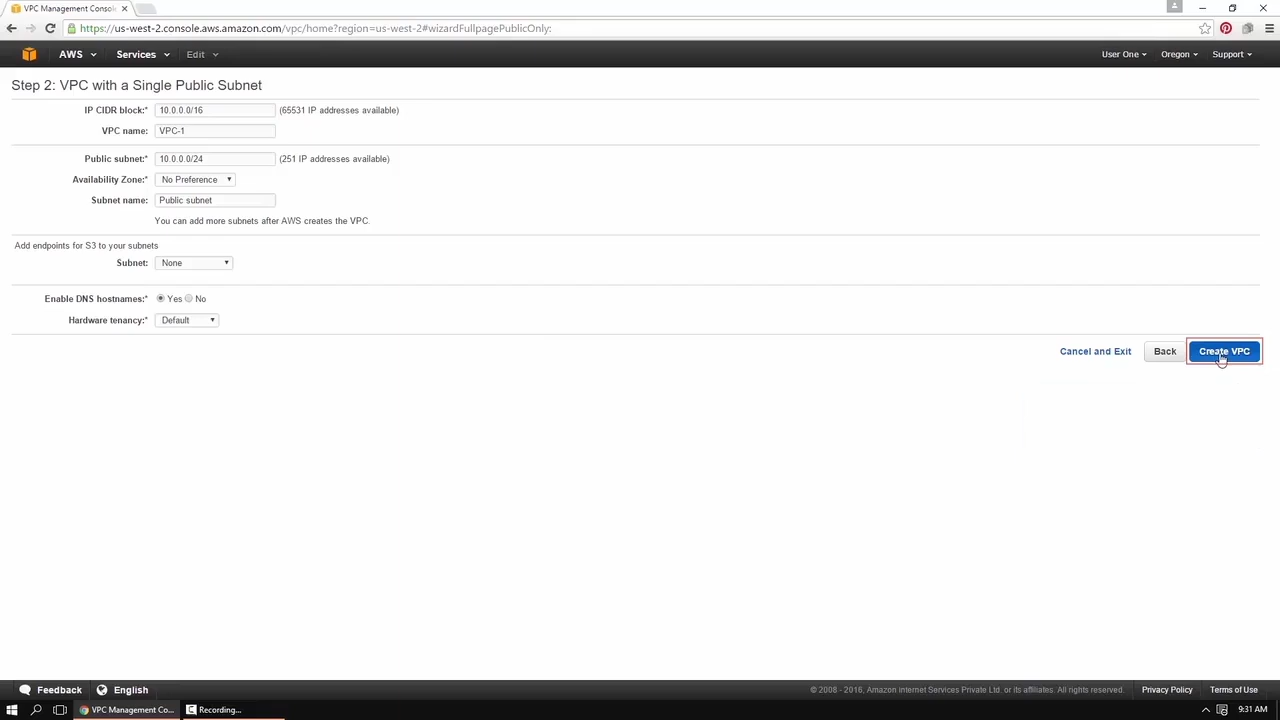 VPC Management Consol
https://us-west-2.console.aws.amazon.com/vpc/home?region=us-west-2#wizardFullpagePublicOnly:
AWS Services Edit User One Oregon Support
Step 2: VPC with a Single Public Subnet
IP CIDR block:* 10.0.0.0/16 (65531 IP addresses available)
VPC name: VPC-1
Public subnet:* 10.0.0.0/24 (251 IP addresses available)
Availability Zone:* No Preference
Subnet name: Public subnet
You can add more subnets after AWS creates the VPC.
Add endpoints for S3 to your subnets
Subnet: None
Enable DNS hostnames:* Yes No
Hardware tenancy:* Default
Cancel and Exit Back Create VPC
Feedback English © 2008 - 2016, Amazon Internet Services Private Ltd. or its affiliates. All rights reserved. Privacy Policy Terms of Use
VPC Management Co... Recording... 9:31 AM